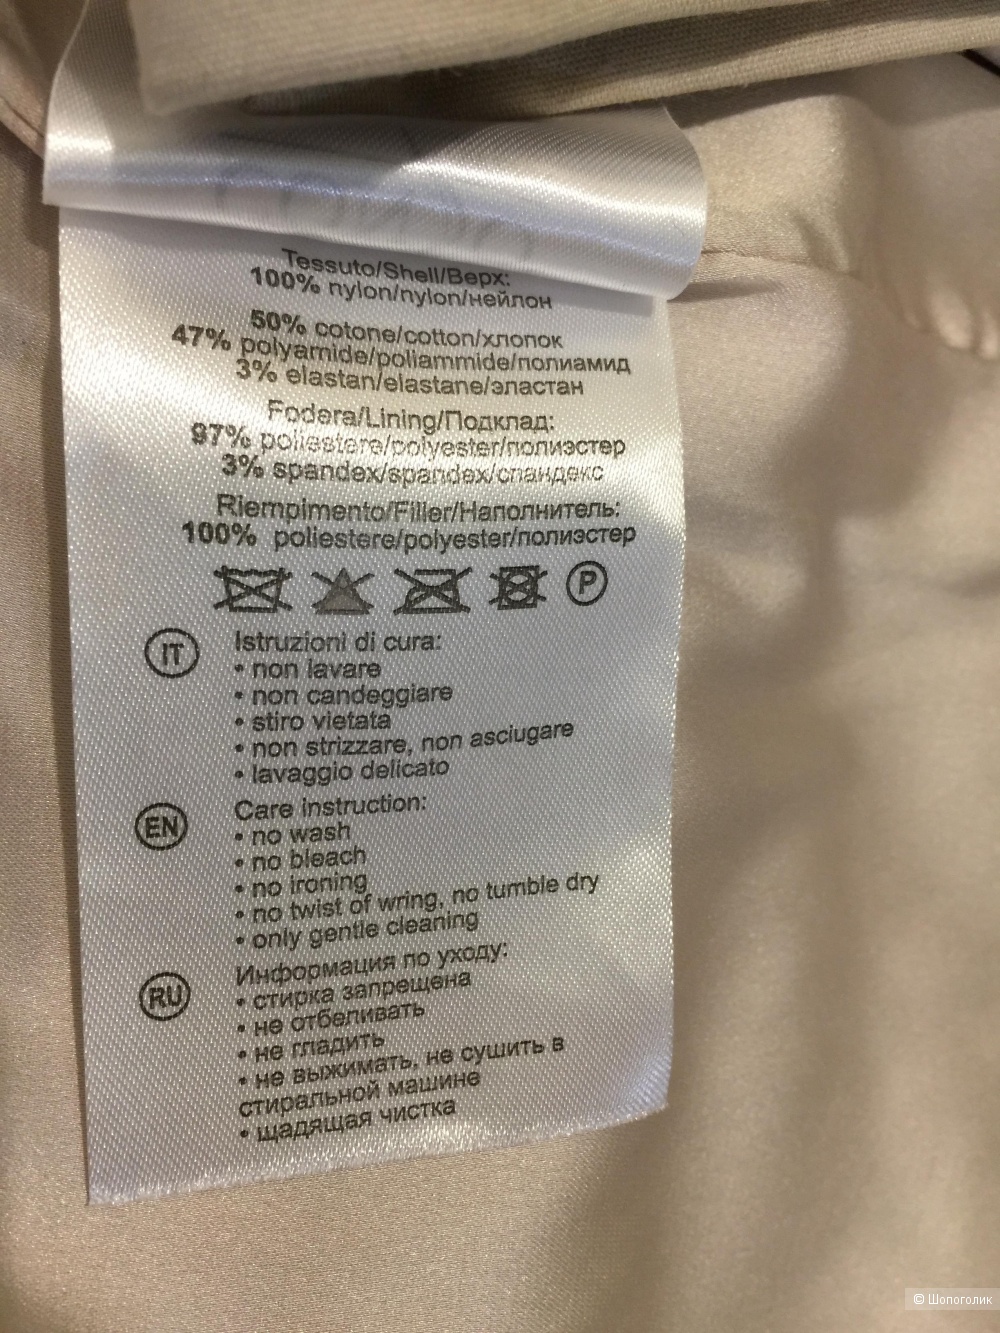 Tessuto/Shell/Верх:
100% nylon/nylon/нейлон
50% cotone/cotton/хлопок
47% polyamide/poliammide/полиамид
3% elastan/elastane/эластан
Fodera/Lining/Подклад:
97% poliestere/polyester/полиэстер
3% spandex/spandex/спандекс
Riempimento/Filler/Наполнитель:
100% poliestere/polyester/полиэстер
P
IT
Istruzioni di cura:
• non lavare
• non candeggiare
• stiro vietata
• non strizzare, non asciugare
• lavaggio delicato
EN
Care instruction:
• no wash
• no bleach
• no ironing
• no twist of wring, no tumble dry
• only gentle cleaning
RU
Информация по уходу:
• стирка запрещена
• не отбеливать
• не гладить
• не выжимать, не сушить в
стиральной машине
• щадящая чистка
© Шопоголик